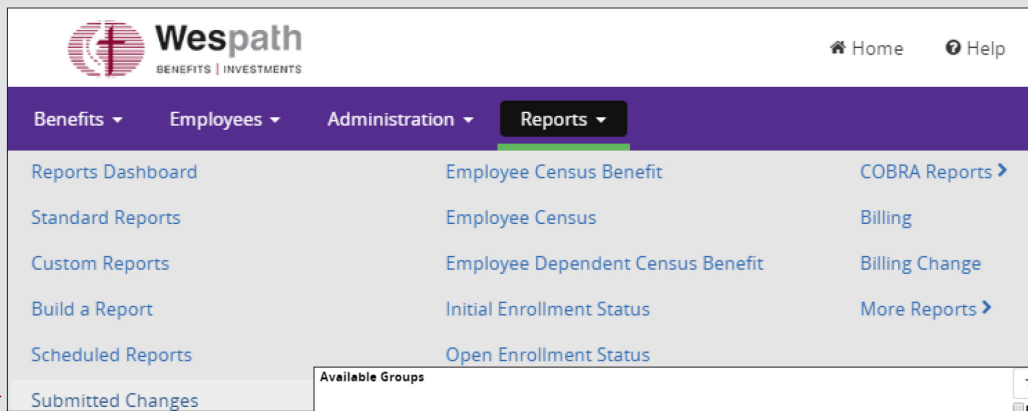 Wespath
BENEFITS | INVESTMENTS
Home Help
Benefits Employees Administration Reports
Reports Dashboard Employee Census Benefit COBRA Reports
Standard Reports Employee Census Billing
Custom Reports Employee Dependent Census Benefit Billing Change
Build a Report Initial Enrollment Status More Reports
Scheduled Reports Open Enrollment Status
Available Groups
Submitted Changes